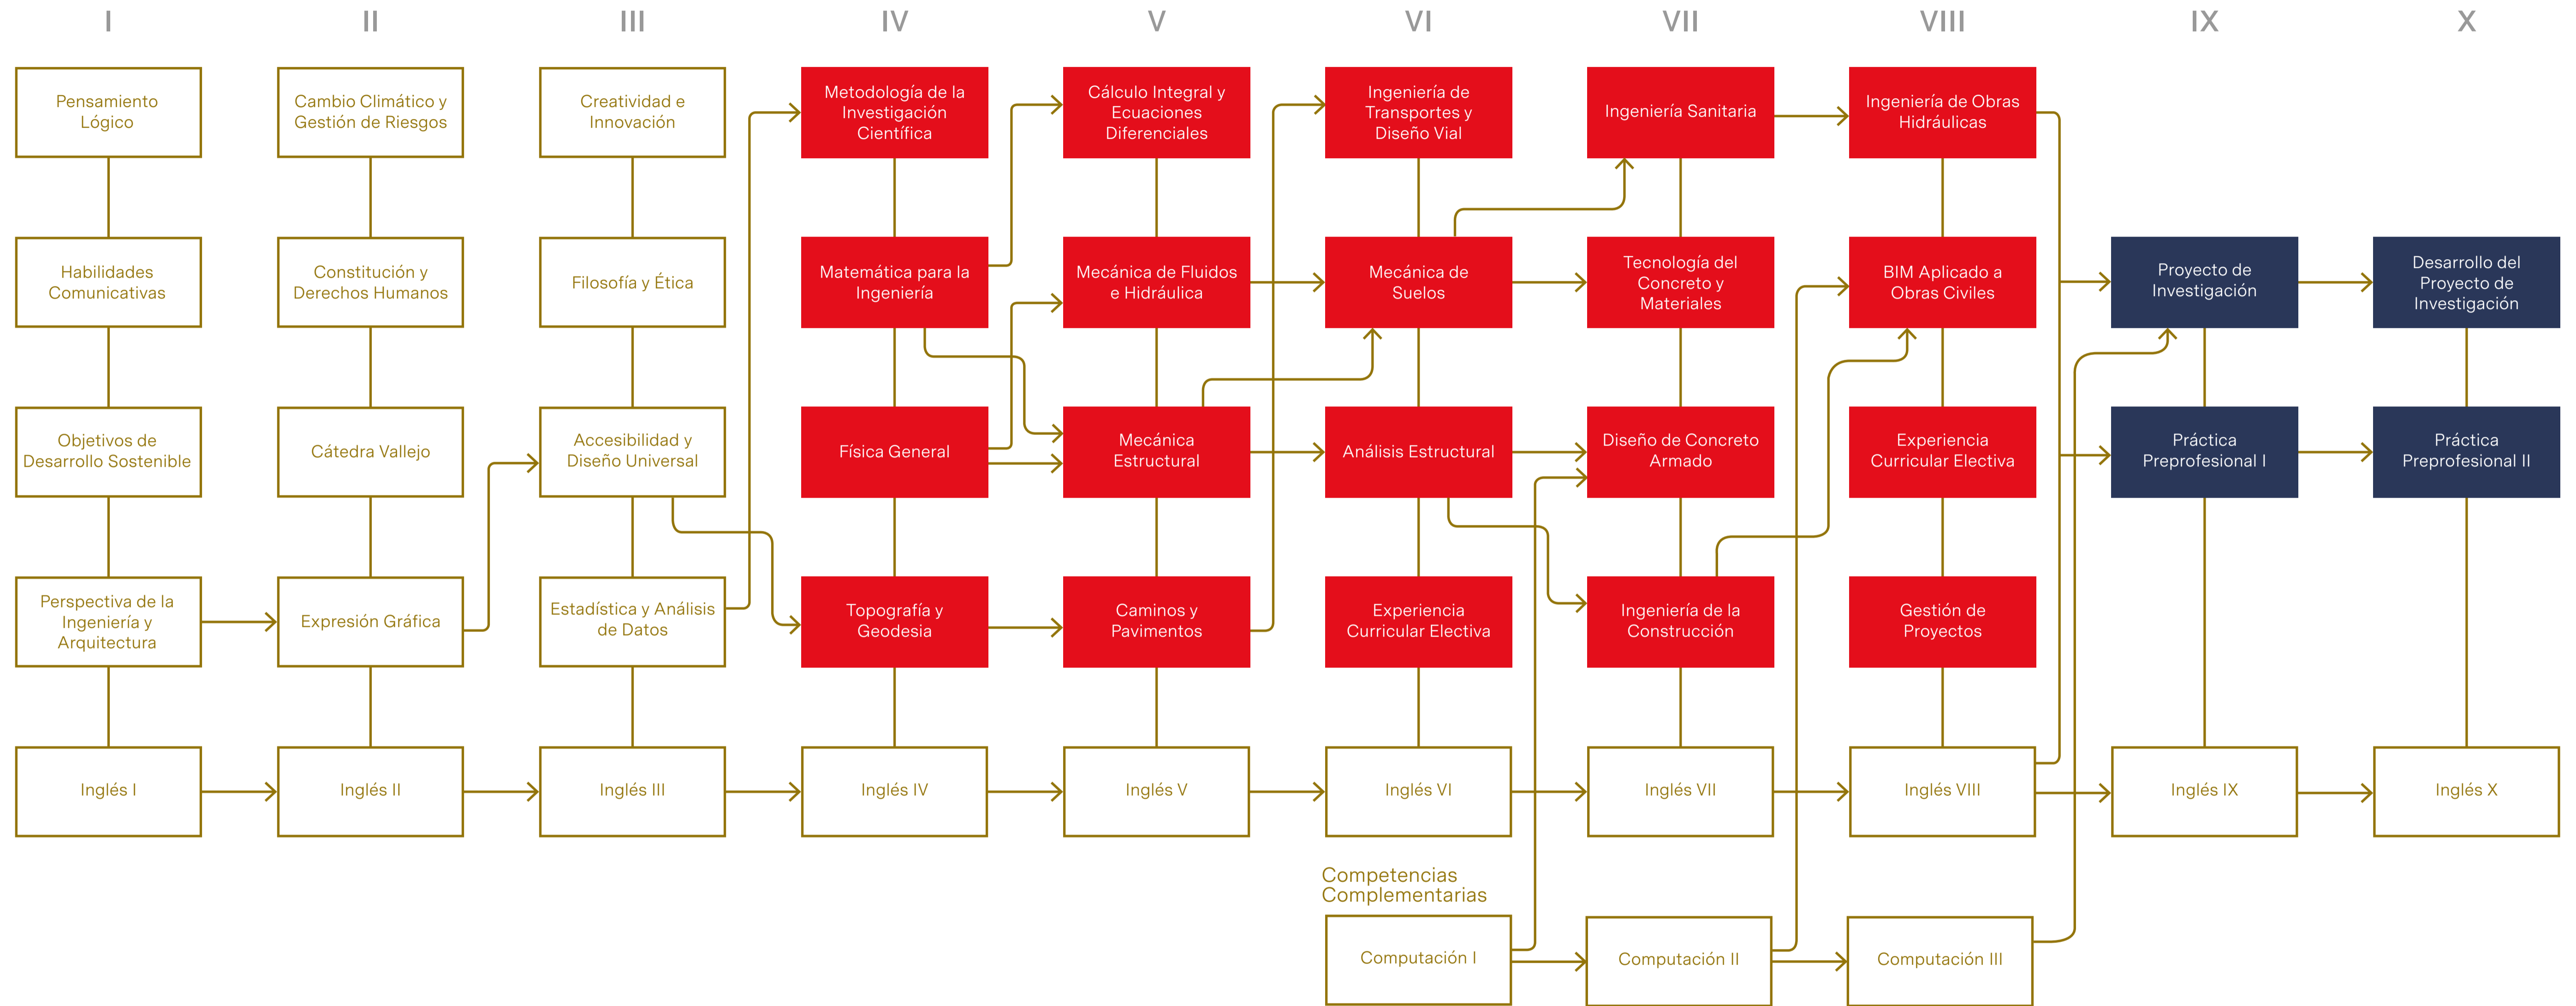 I
II
III
IV
V
VI
VII
VIII
IX
X
Pensamiento
Lógico
Cambio Climático y
Gestión de Riesgos
Creatividad e
Innovación
Metodología de la
Investigación
Científica
Cálculo Integral y
Ecuaciones
Diferenciales
Ingeniería de
Transportes y
Diseño Vial
Ingeniería Sanitaria
Ingeniería de Obras
Hidráulicas
Habilidades
Comunicativas
Constitución y
Derechos Humanos
Filosofía y Ética
Matemática para la
Ingeniería
Mecánica de Fluidos
e Hidráulica
Mecánica de
Suelos
Tecnología del
Concreto y
Materiales
BIM Aplicado a
Obras Civiles
Proyecto de
Investigación
Desarrollo del
Proyecto de
Investigación
Objetivos de
Desarrollo Sostenible
Cátedra Vallejo
Accesibilidad y
Diseño Universal
Física General
Mecánica
Estructural
Análisis Estructural
Diseño de Concreto
Armado
Experiencia
Curricular Electiva
Práctica
Preprofesional I
Práctica
Preprofesional II
Perspectiva de la
Ingeniería y
Arquitectura
Expresión Gráfica
Estadística y Análisis
de Datos
Topografía y
Geodesia
Caminos y
Pavimentos
Experiencia
Curricular Electiva
Ingeniería de la
Construcción
Gestión de
Proyectos
Inglés I
Inglés II
Inglés III
Inglés IV
Inglés V
Inglés VI
Inglés VII
Inglés VIII
Inglés IX
Inglés X
Competencias
Complementarias
Computación I
Computación II
Computación III